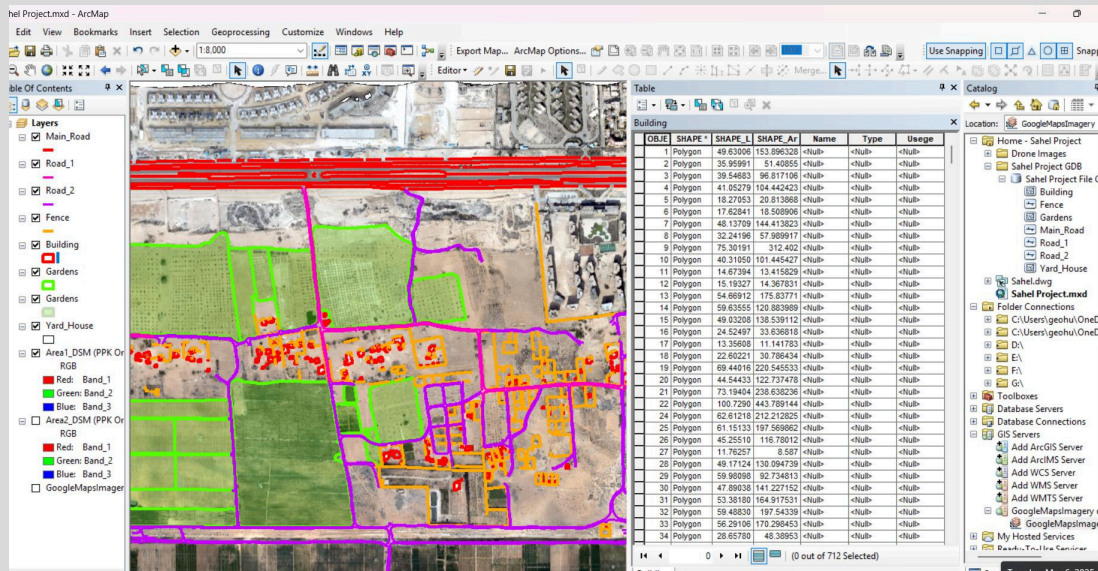 hel Project.mxd - ArcMap
Edit View Bookmarks Insert Selection Geoprocessing Customize Windows Help
1:8,000 Export Map... ArcMap Options...
Use Snapping
Editor
Merge...
ble Of Contents
Layers
Main_Road
Road_1
Road_2
Fence
Building
Gardens
Gardens
Yard_House
Area1_DSM (PPK Or
RGB
Red: Band_1
Green: Band_2
Blue: Band_3
Area2_DSM (PPK Or
RGB
Red: Band_1
Green: Band_2
Blue: Band_3
GoogleMapsImager
Table
Building
OBJE SHAPE * SHAPE_L SHAPE_Ar Name Type Usege
1 Polygon 49.63006 153.896328 <Null> <Null> <Null>
2 Polygon 35.95991 51.40855 <Null> <Null> <Null>
3 Polygon 39.54683 96.817106 <Null> <Null> <Null>
4 Polygon 41.05279 104.442423 <Null> <Null> <Null>
5 Polygon 18.27053 20.813868 <Null> <Null> <Null>
6 Polygon 17.62841 18.508906 <Null> <Null> <Null>
7 Polygon 48.13709 144.413823 <Null> <Null> <Null>
8 Polygon 32.24196 57.989917 <Null> <Null> <Null>
9 Polygon 75.30191 312.402 <Null> <Null> <Null>
10 Polygon 40.31050 101.445427 <Null> <Null> <Null>
11 Polygon 14.67394 13.415829 <Null> <Null> <Null>
12 Polygon 15.19327 14.367831 <Null> <Null> <Null>
13 Polygon 54.66912 175.83771 <Null> <Null> <Null>
14 Polygon 59.63555 120.883989 <Null> <Null> <Null>
15 Polygon 49.03208 138.539112 <Null> <Null> <Null>
16 Polygon 24.52497 33.636818 <Null> <Null> <Null>
17 Polygon 13.35608 11.141783 <Null> <Null> <Null>
18 Polygon 22.60221 30.786434 <Null> <Null> <Null>
19 Polygon 69.44016 220.545533 <Null> <Null> <Null>
20 Polygon 44.54433 122.737478 <Null> <Null> <Null>
21 Polygon 73.19404 238.638236 <Null> <Null> <Null>
22 Polygon 100.7290 443.789144 <Null> <Null> <Null>
24 Polygon 62.61218 212.212825 <Null> <Null> <Null>
25 Polygon 61.15133 197.569862 <Null> <Null> <Null>
26 Polygon 45.25510 116.78012 <Null> <Null> <Null>
27 Polygon 11.76257 8.587 <Null> <Null> <Null>
28 Polygon 49.17124 130.094739 <Null> <Null> <Null>
29 Polygon 59.98098 92.734813 <Null> <Null> <Null>
30 Polygon 47.89038 141.227152 <Null> <Null> <Null>
31 Polygon 53.38180 164.917531 <Null> <Null> <Null>
32 Polygon 59.48830 197.54339 <Null> <Null> <Null>
33 Polygon 56.29106 170.298453 <Null> <Null> <Null>
34 Polygon 28.65780 48.38953 <Null> <Null> <Null>
0 (0 out of 712 Selected)
Catalog
Location: GoogleMapsImagery
Home - Sahel Project
Drone Images
Sahel Project GDB
Sahel Project File G
Building
Fence
Gardens
Main_Road
Road_1
Road_2
Yard_House
Sahel.dwg
Sahel Project.mxd
Folder Connections
C:\Users\geohu\OneD
C:\Users\geohu\OneD
D:\
E:\
F:\
G:\
Toolboxes
Database Servers
Database Connections
GIS Servers
Add ArcGIS Server
Add ArcIMS Server
Add WCS Server
Add WMS Server
Add WMTS Server
GoogleMapsImagery
GoogleMapsImage
My Hosted Services
Ready-To-Use Services